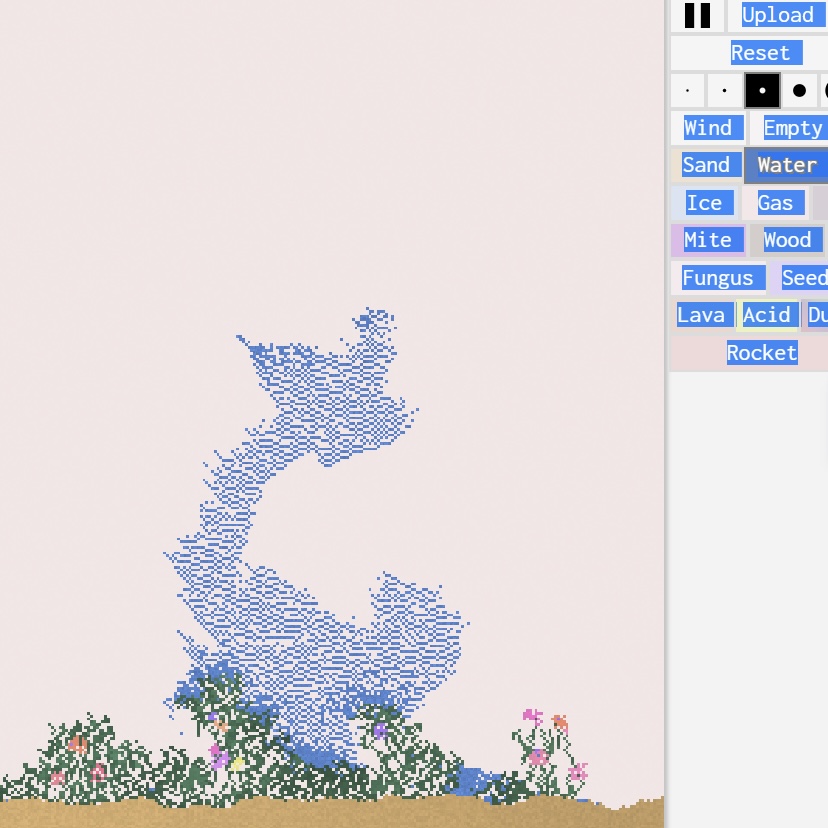 Upload
Reset
Wind Empty
Sand Water
Ice Gas
Mite Wood
Fungus Seed
Lava Acid Du
Rocket